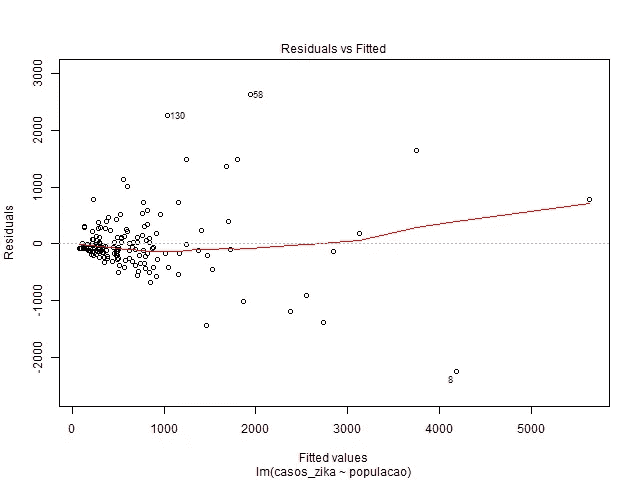 Residuals vs Fitted
Residuals
3000
2000
1000
0
-1000
-2000
58
130
8
0 1000 2000 3000 4000 5000
Fitted values
lm(casos_zika ~ populacao)